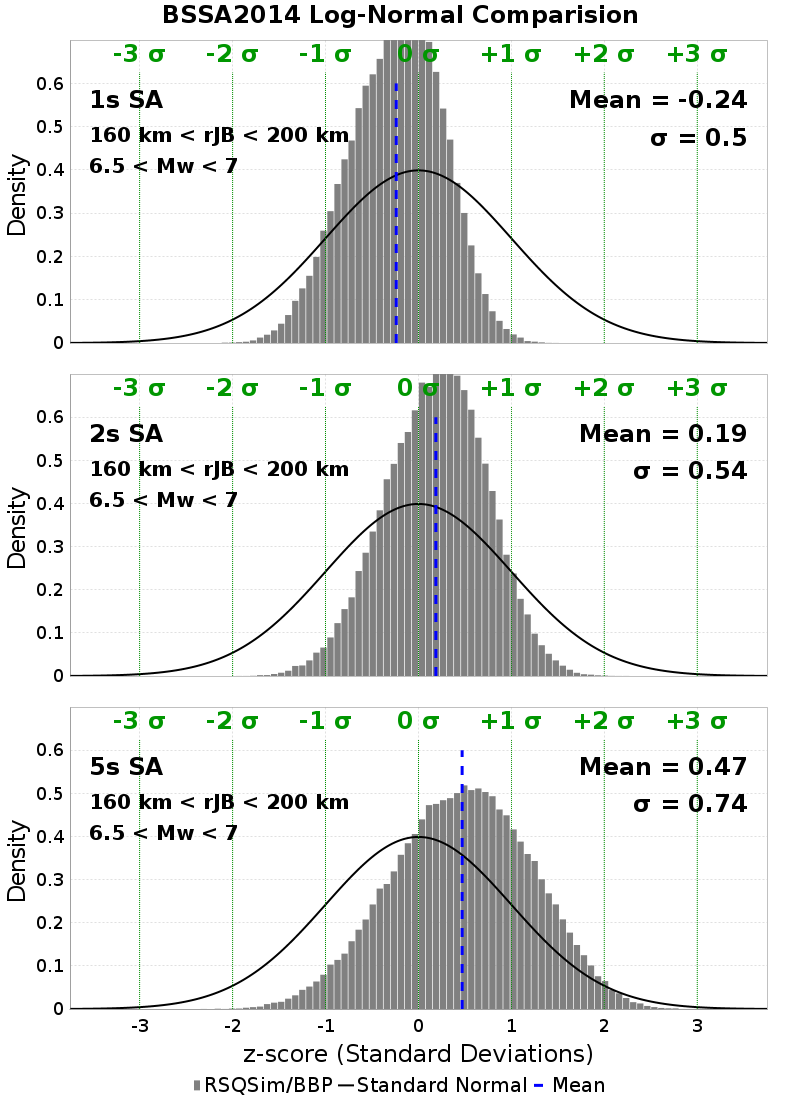 BSSA2014 Log-Normal Comparision
-3 σ -2 σ -1 σ 0 σ +1 σ +2 σ +3 σ
1s SA
Mean = -0.24
160 km < rJB < 200 km
σ = 0.5
6.5 < Mw < 7
Density
0.6
0.5
0.4
0.3
0.2
0.1
0
-3 σ -2 σ -1 σ 0 σ +1 σ +2 σ +3 σ
2s SA
Mean = 0.19
160 km < rJB < 200 km
σ = 0.54
6.5 < Mw < 7
Density
0.6
0.5
0.4
0.3
0.2
0.1
0
-3 σ -2 σ -1 σ 0 σ +1 σ +2 σ +3 σ
5s SA
Mean = 0.47
160 km < rJB < 200 km
σ = 0.74
6.5 < Mw < 7
Density
0.6
0.5
0.4
0.3
0.2
0.1
0
-3 -2 -1 0 1 2 3
z-score (Standard Deviations)
RSQSim/BBP Standard Normal Mean